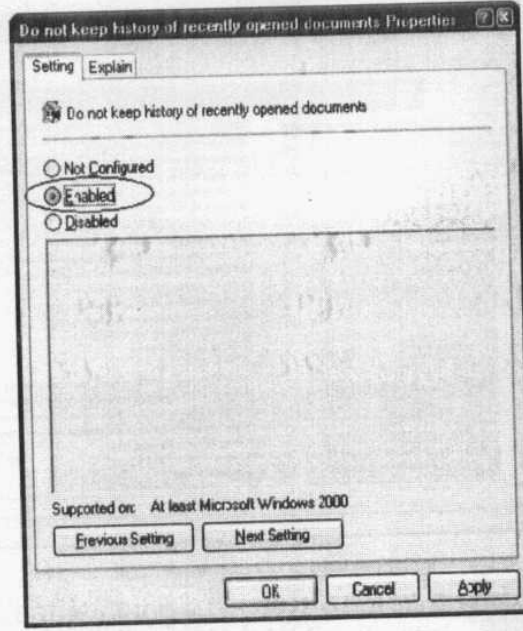 Do not keep history of recently opened documents Properties
Setting Explain
Do not keep history of recently opened documents
Not Configured
Enabled
Disabled
Supported on: At least Microsoft Windows 2000
Previous Setting Next Setting
OK Cancel Apply